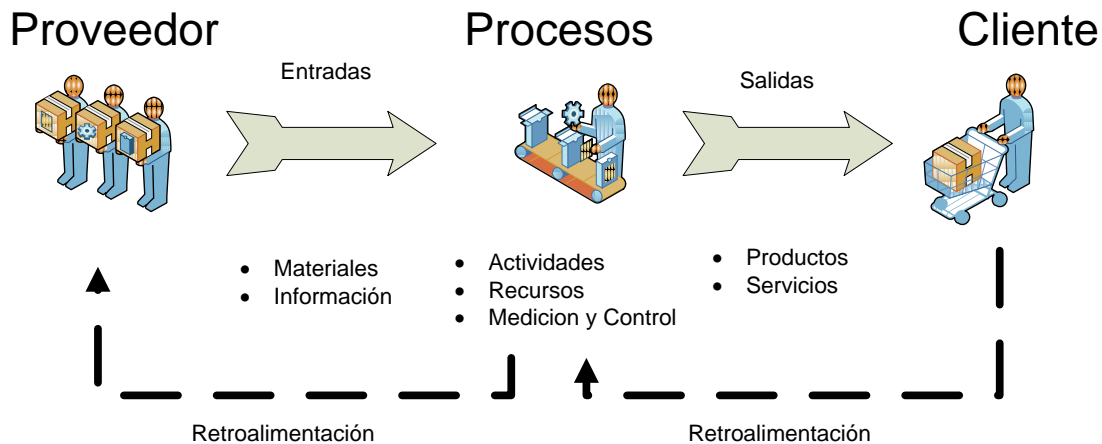 Proveedor
Procesos
Cliente
Entradas
Salidas
• Materiales
• Información
• Actividades
• Recursos
• Medicion y Control
• Productos
• Servicios
Retroalimentación
Retroalimentación